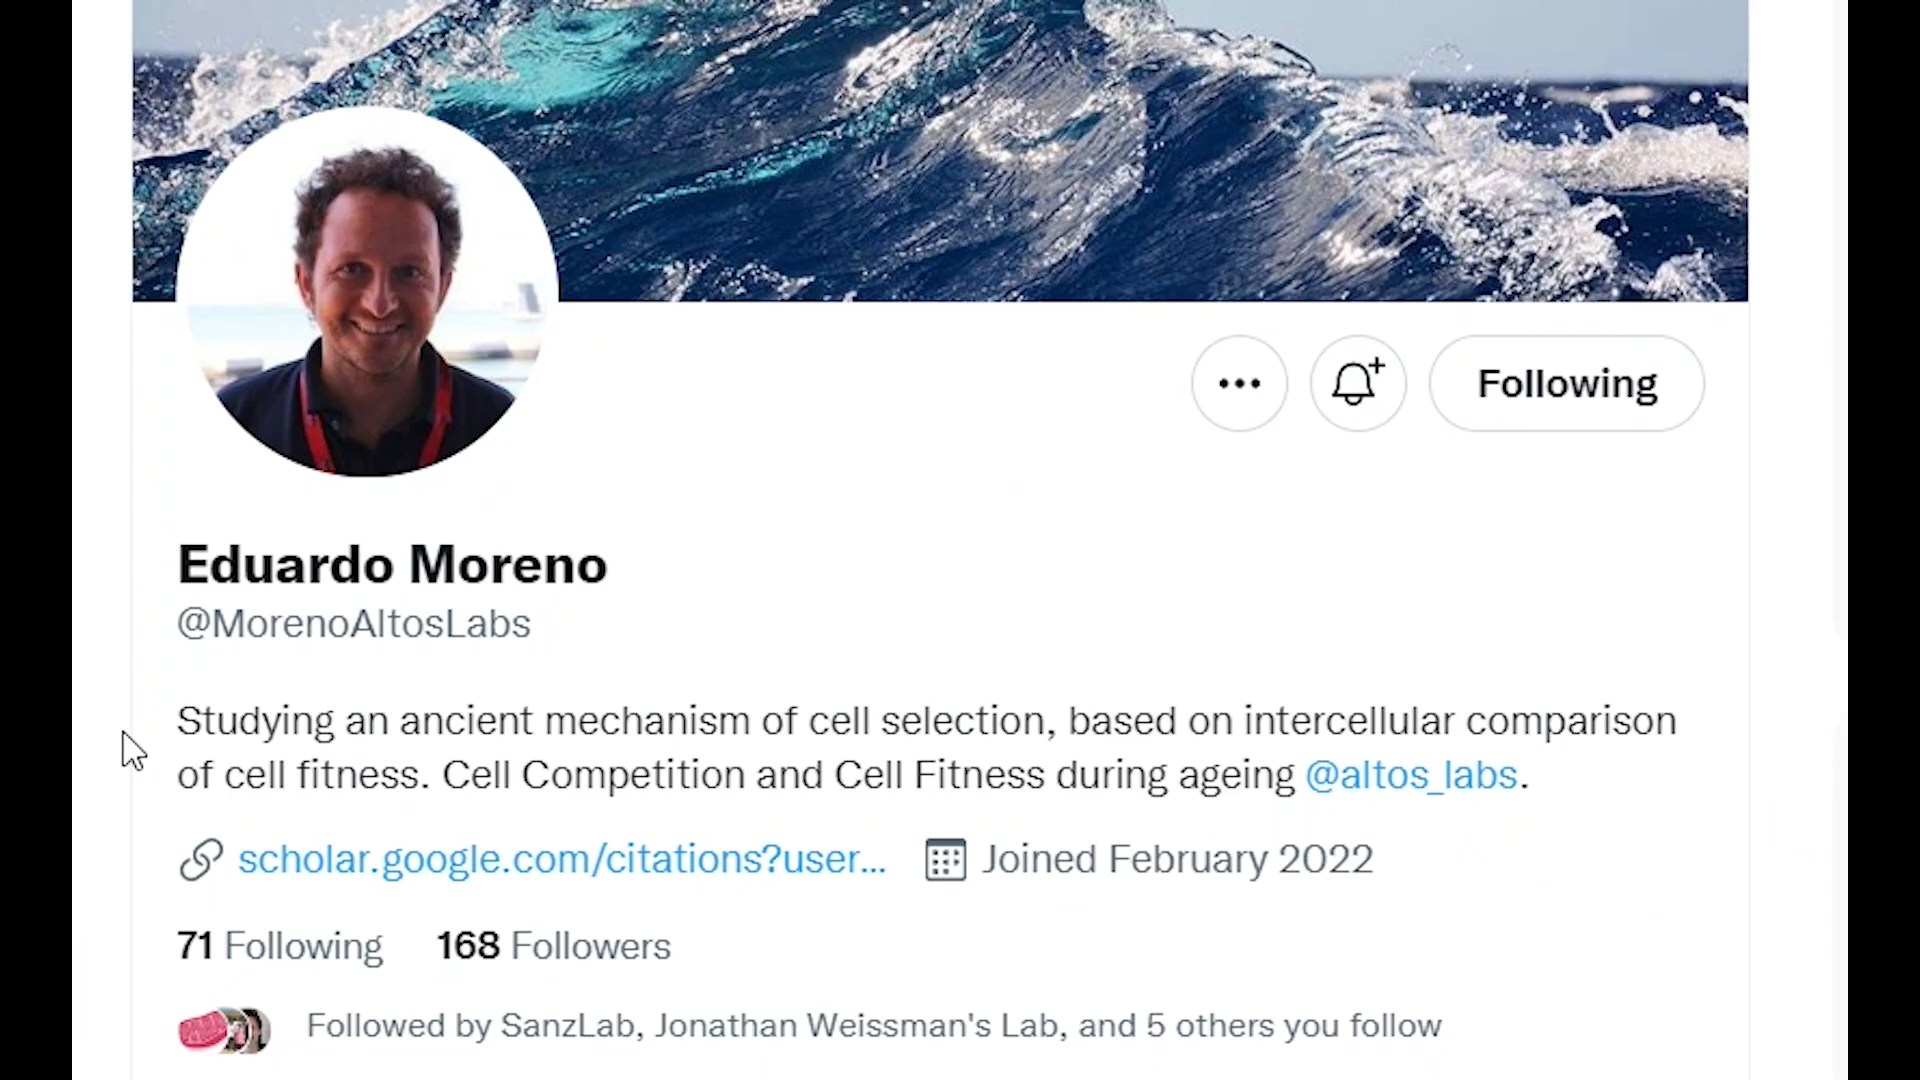 Following
Eduardo Moreno
@MorenoAltosLabs
Studying an ancient mechanism of cell selection, based on intercellular comparison
of cell fitness. Cell Competition and Cell Fitness during ageing @altos_labs.
scholar.google.com/citations?user... Joined February 2022
71 Following 168 Followers
Followed by SanzLab, Jonathan Weissman's Lab, and 5 others you follow